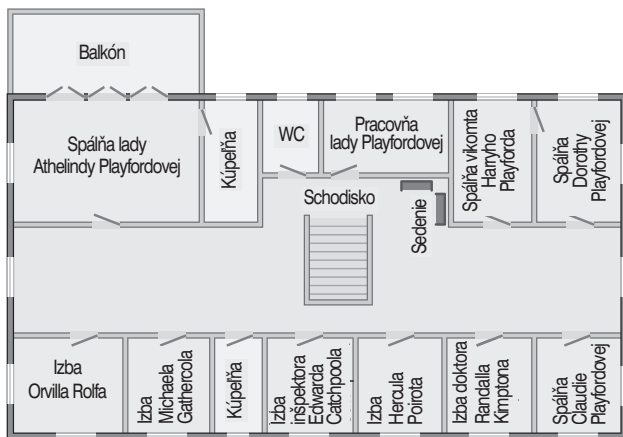 Balkón
Spálňa lady
Athelindy Playfordovej
Kúpeľňa
WC
Pracovňa
lady Playfordovej
Spálňa vikomta
Harryho
Playforda
Spálňa
Dorothy
Playfordovej
Schodisko
Sedenie
Izba
Orvilla Rolfa
Izba
Michaela
Gathercola
Kúpeľňa
Izba
inšpektora
Edwarda
Catchpoola
Izba
Hercula
Poirota
Izba doktora
Randalla
Kimptona
Spálňa
Claudie
Playfordovej